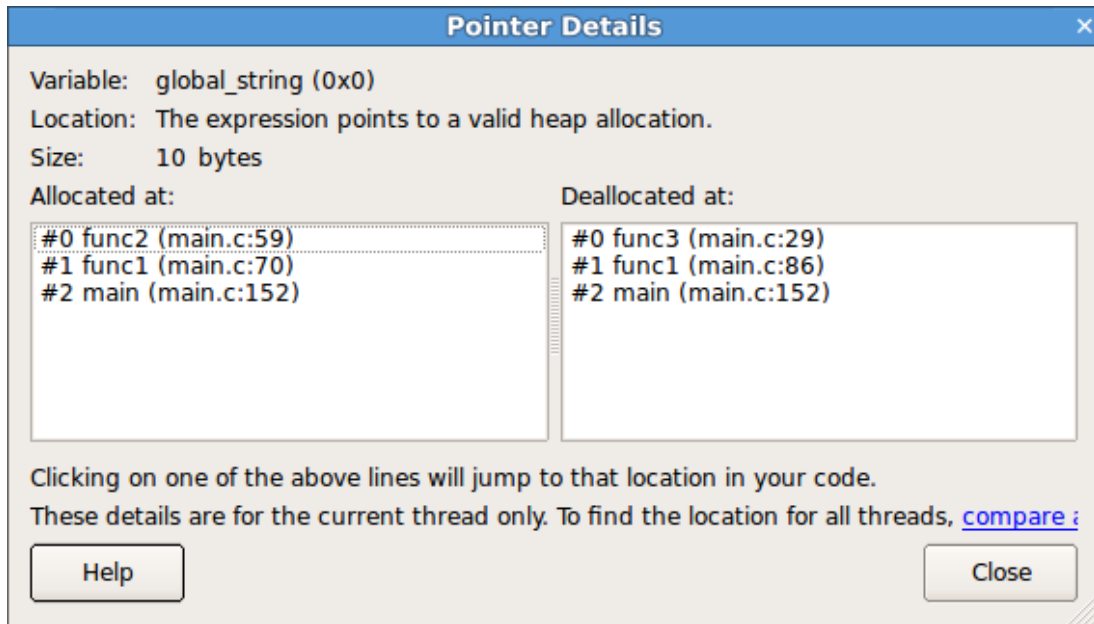 Pointer Details
Variable: global_string (0x0)
Location: The expression points to a valid heap allocation.
Size: 10 bytes
Allocated at:
#0 func2 (main.c:59)
#1 func1 (main.c:70)
#2 main (main.c:152)
Deallocated at:
#0 func3 (main.c:29)
#1 func1 (main.c:86)
#2 main (main.c:152)
Clicking on one of the above lines will jump to that location in your code.
These details are for the current thread only. To find the location for all threads, compare
Help
Close